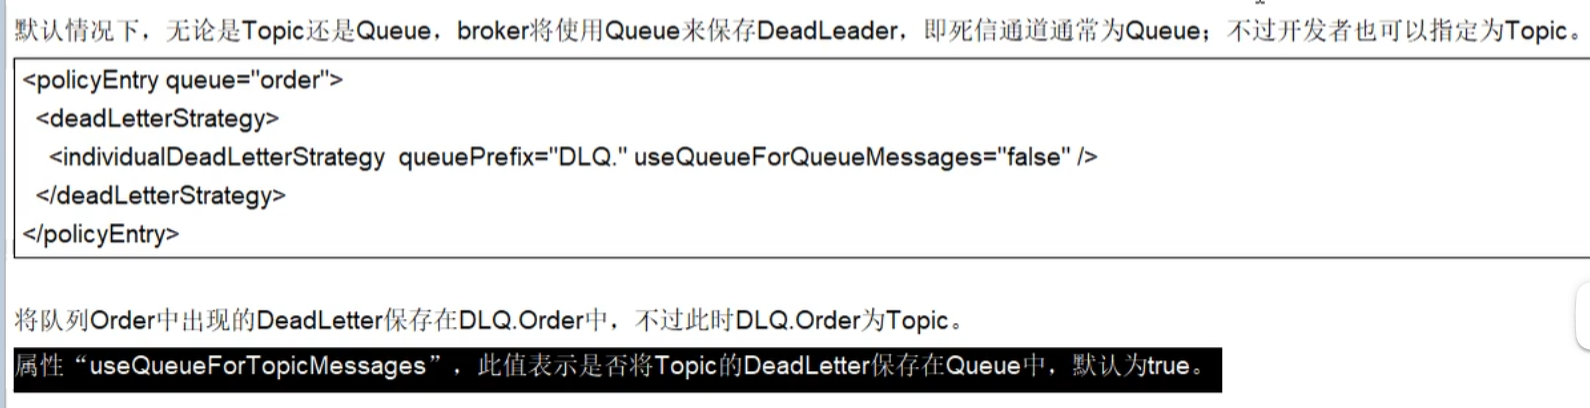 默认情况下，无论是Topic还是Queue，broker将使用Queue来保存DeadLeader，即死信通道通常为Queue；不过开发者也可以指定为Topic。
<policyEntry queue="order">
<deadLetterStrategy>
<individualDeadLetterStrategy  queuePrefix="DLQ." useQueueForQueueMessages="false" />
</deadLetterStrategy>
</policyEntry>
将队列Order中出现的DeadLetter保存在DLQ.Order中，不过此时DLQ.Order为Topic。
属性“useQueueForTopicMessages”，此值表示是否将Topic的DeadLetter保存在Queue中，默认为true。